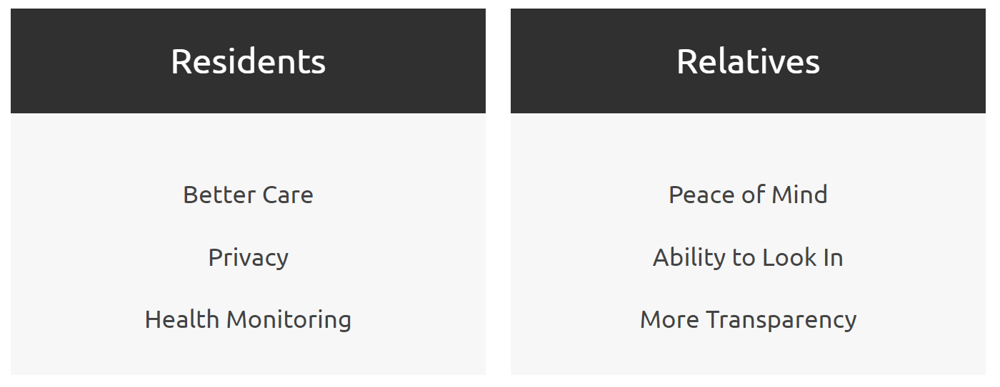 Residents
Better Care
Privacy
Health Monitoring
Relatives
Peace of Mind
Ability to Look In
More Transparency